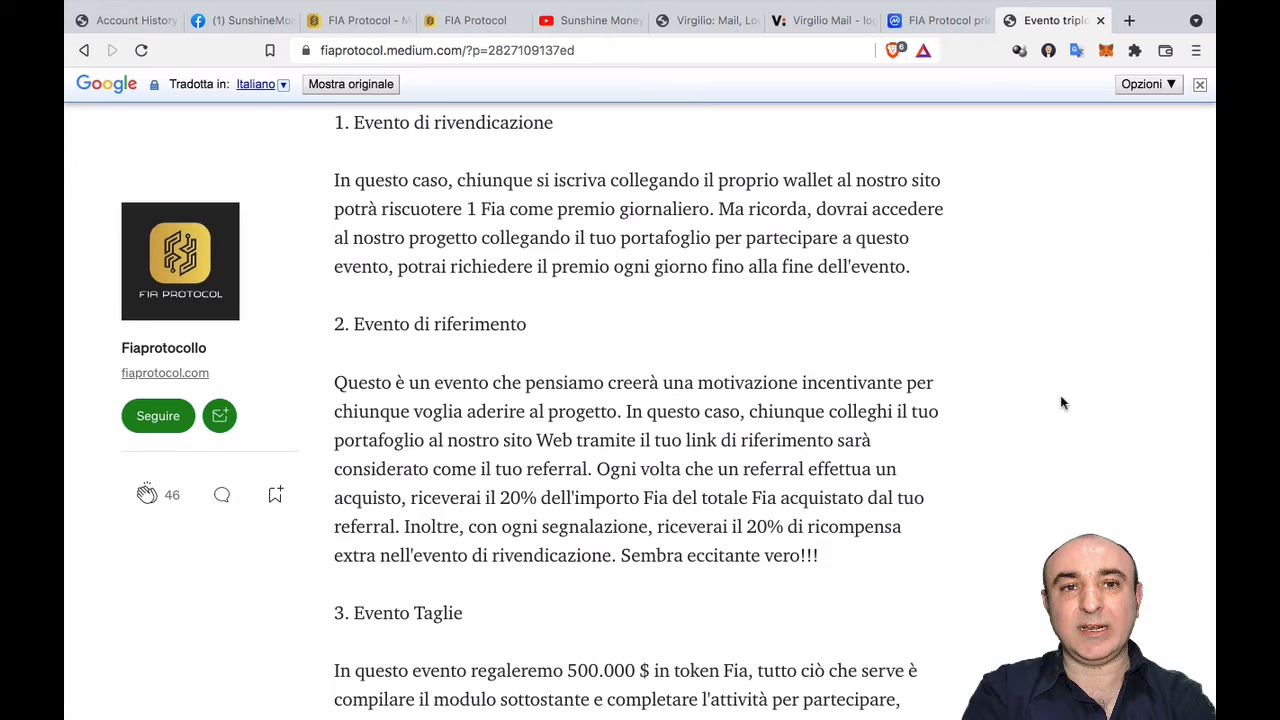 Account History
(1) SunshineMon
FIA Protocol - M
FIA Protocol
Sunshine Money
Virgilio: Mail, Lo
Virgilio Mail - log
FIA Protocol pri
Evento triplo
fiaprotocol.medium.com/?p=2827109137ed
6
Google
Tradotta in: Italiano
Mostra originale
Opzioni ▼
1. Evento di rivendicazione
In questo caso, chiunque si iscriva collegando il proprio wallet al nostro sito
potrà riscuotere 1 Fia come premio giornaliero. Ma ricorda, dovrai accedere
al nostro progetto collegando il tuo portafoglio per partecipare a questo
evento, potrai richiedere il premio ogni giorno fino alla fine dell'evento.
FIA PROTOCOL
2. Evento di riferimento
Fiaprotocollo
fiaprotocol.com
Seguire
46
Questo è un evento che pensiamo creerà una motivazione incentivante per
chiunque voglia aderire al progetto. In questo caso, chiunque colleghi il tuo
portafoglio al nostro sito Web tramite il tuo link di riferimento sarà
considerato come il tuo referral. Ogni volta che un referral effettua un
acquisto, riceverai il 20% dell'importo Fia del totale Fia acquistato dal tuo
referral. Inoltre, con ogni segnalazione, riceverai il 20% di ricompensa
extra nell'evento di rivendicazione. Sembra eccitante vero!!!
3. Evento Taglie
In questo evento regaleremo 500.000 $ in token Fia, tutto ciò che serve è
compilare il modulo sottostante e completare l'attività per partecipare,